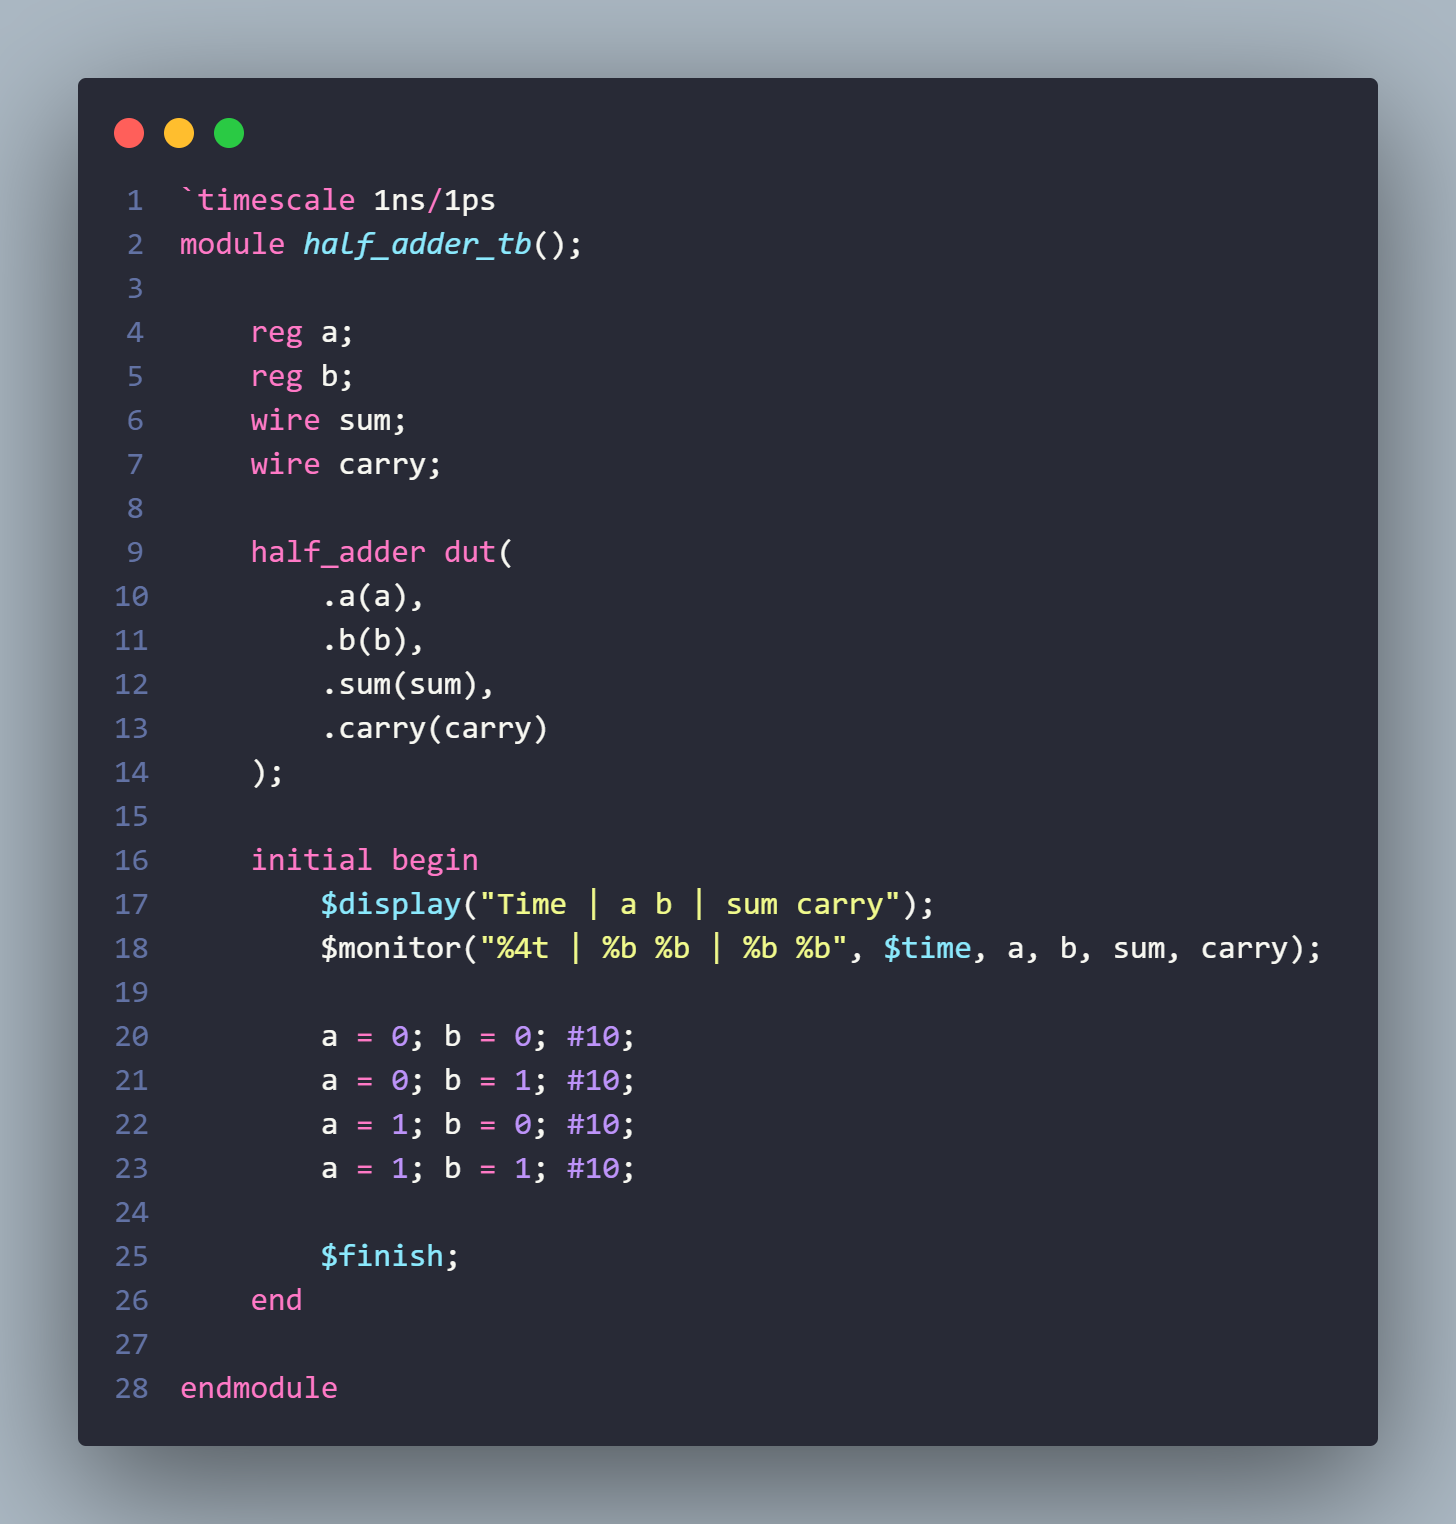 1 `timescale 1ns/1ps
2 module half_adder_tb();
3
4     reg a;
5     reg b;
6     wire sum;
7     wire carry;
8
9     half_adder dut(
10         .a(a),
11         .b(b),
12         .sum(sum),
13         .carry(carry)
14     );
15
16     initial begin
17         $display("Time | a b | sum carry");
18         $monitor("%4t | %b %b | %b %b", $time, a, b, sum, carry);
19
20         a = 0; b = 0; #10;
21         a = 0; b = 1; #10;
22         a = 1; b = 0; #10;
23         a = 1; b = 1; #10;
24
25         $finish;
26     end
27
28 endmodule